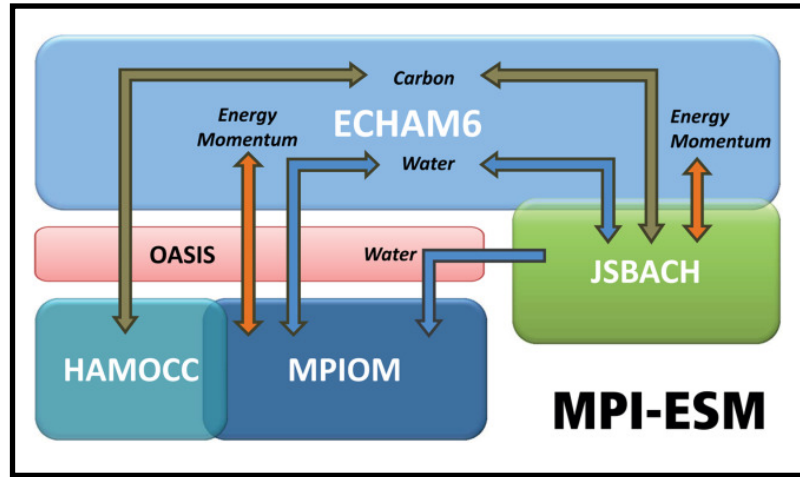 Carbon
Energy
Momentum
ECHAM6
Energy
Momentum
Water
OASIS
Water
JSBACH
HAMOCC
MPIOM
MPI-ESM